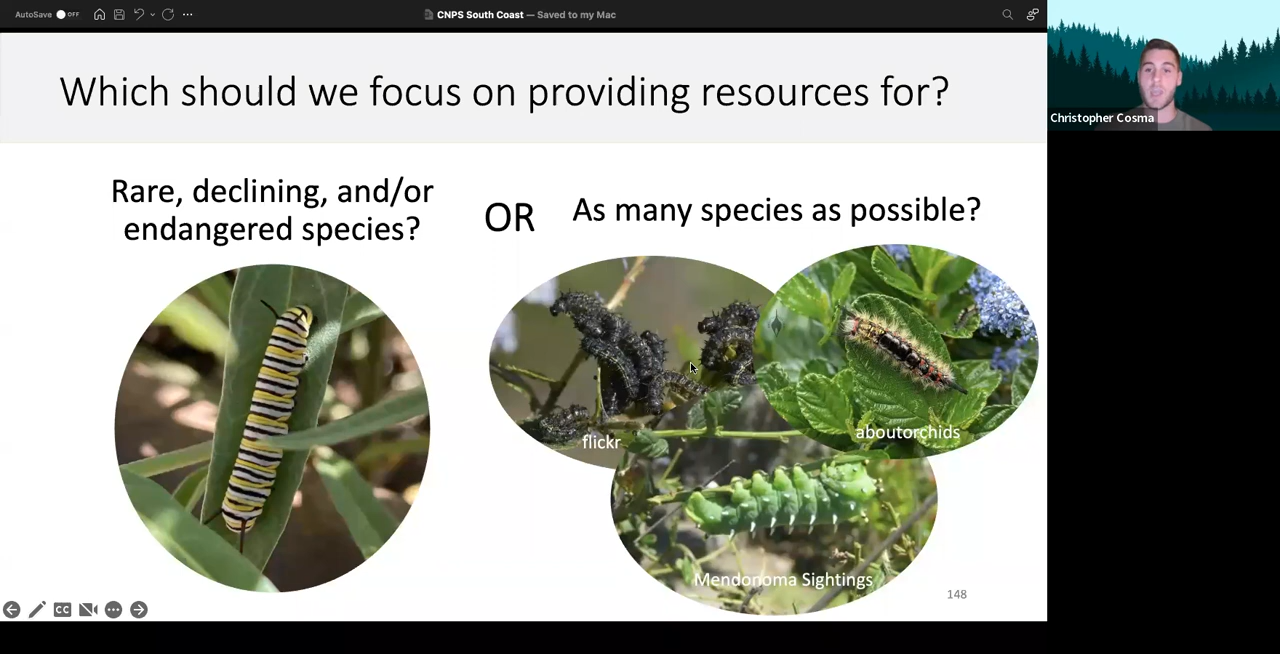 AutoSave OFF
CNPS South Coast — Saved to my Mac
Which should we focus on providing resources for?
Christopher Cosma
Rare, declining, and/or
endangered species?
OR
As many species as possible?
flickr
aboutorchids
Mendonoma Sightings
148
CC